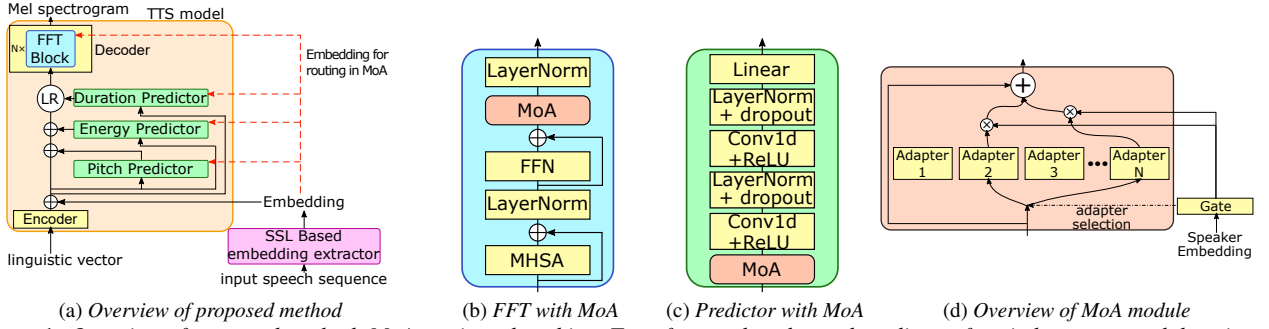 Mel spectrogram
TTS model
N×
FFT
Block
Decoder
Embedding for
routing in MoA
LR
Duration Predictor
Energy Predictor
Pitch Predictor
Embedding
Encoder
SSL Based
embedding extractor
linguistic vector
input speech sequence
(a) Overview of proposed method
LayerNorm
MoA
FFN
LayerNorm
MHSA
(b) FFT with MoA
Linear
LayerNorm
+ dropout
Conv1d
+ReLU
LayerNorm
+ dropout
Conv1d
+ReLU
MoA
(c) Predictor with MoA
Adapter
1
Adapter
2
Adapter
3
•••
Adapter
N
adapter
selection
Gate
Speaker
Embedding
(d) Overview of MoA module